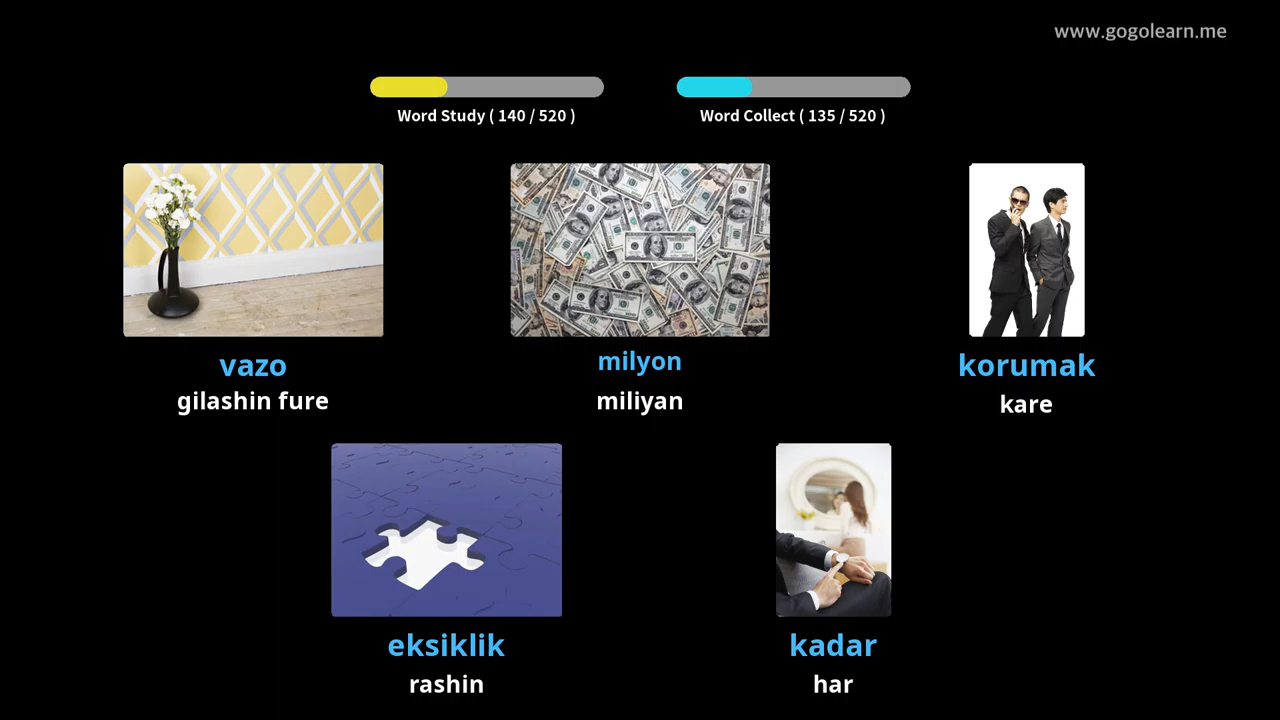 www.gogolearn.me
Word Study ( 140 / 520 )
Word Collect ( 135 / 520 )
vazo
gilashin fure
milyon
miliyan
korumak
kare
eksiklik
rashin
kadar
har